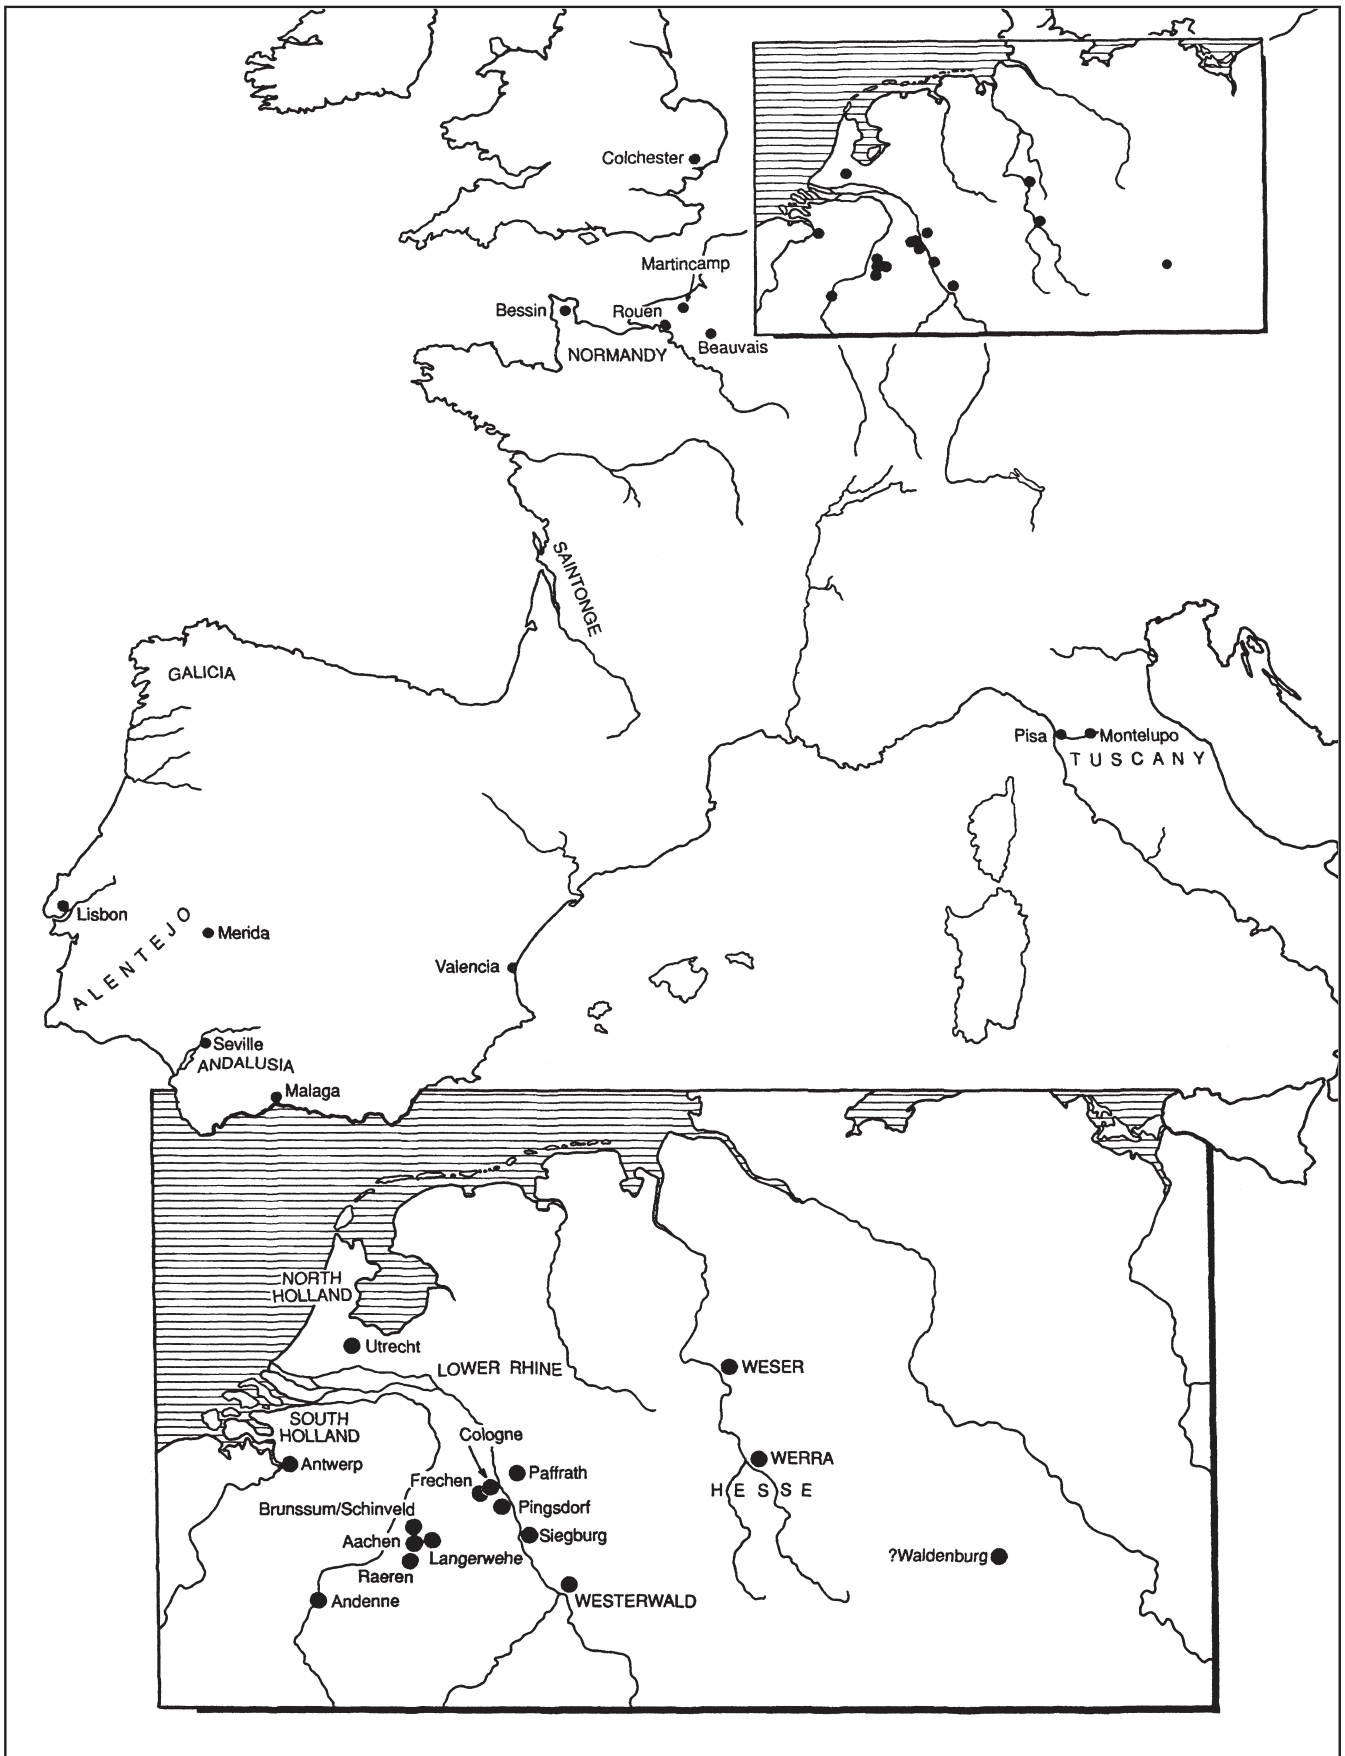 Colchester
Martincamp
Bessin
Rouen
Beauvais
NORMANDY
SAINTONGE
GALICIA
Pisa
Montelupo
TUSCANY
Lisbon
Merida
ALENTEJO
Valencia
Seville
ANDALUSIA
Malaga
NORTH
HOLLAND
Utrecht
LOWER RHINE
WESER
SOUTH
HOLLAND
Cologne
Antwerp
WERRA
Paffrath
Frechen
HESSE
Brunssum/Schinveld
Pingsdorf
Aachen
Siegburg
Langerwehe
?Waldenburg
Raeren
Andenne
WESTERWALD